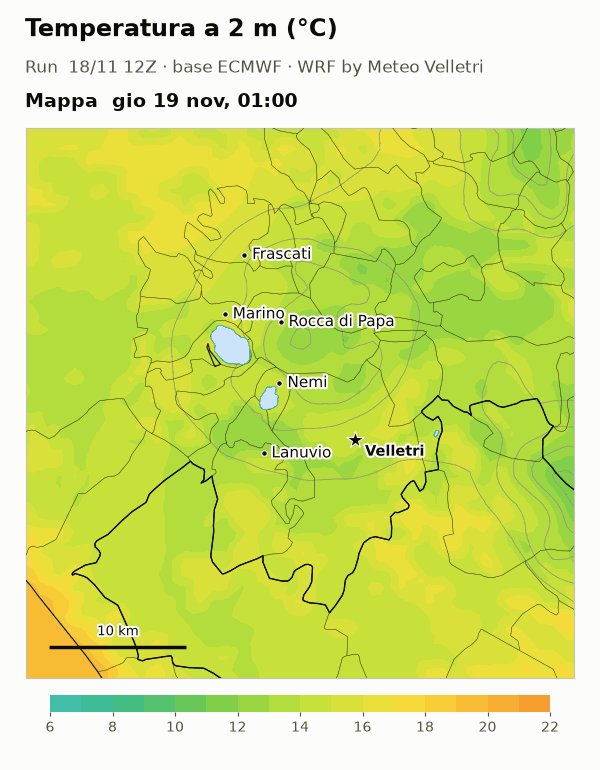 Temperatura a 2 m (°C)
Run  18/11 12Z · base ECMWF · WRF by Meteo Velletri
Mappa  gio 19 nov, 01:00
Frascati
Marino
Rocca di Papa
Nemi
Velletri
Lanuvio
10 km
6 8 10 12 14 16 18 20 22